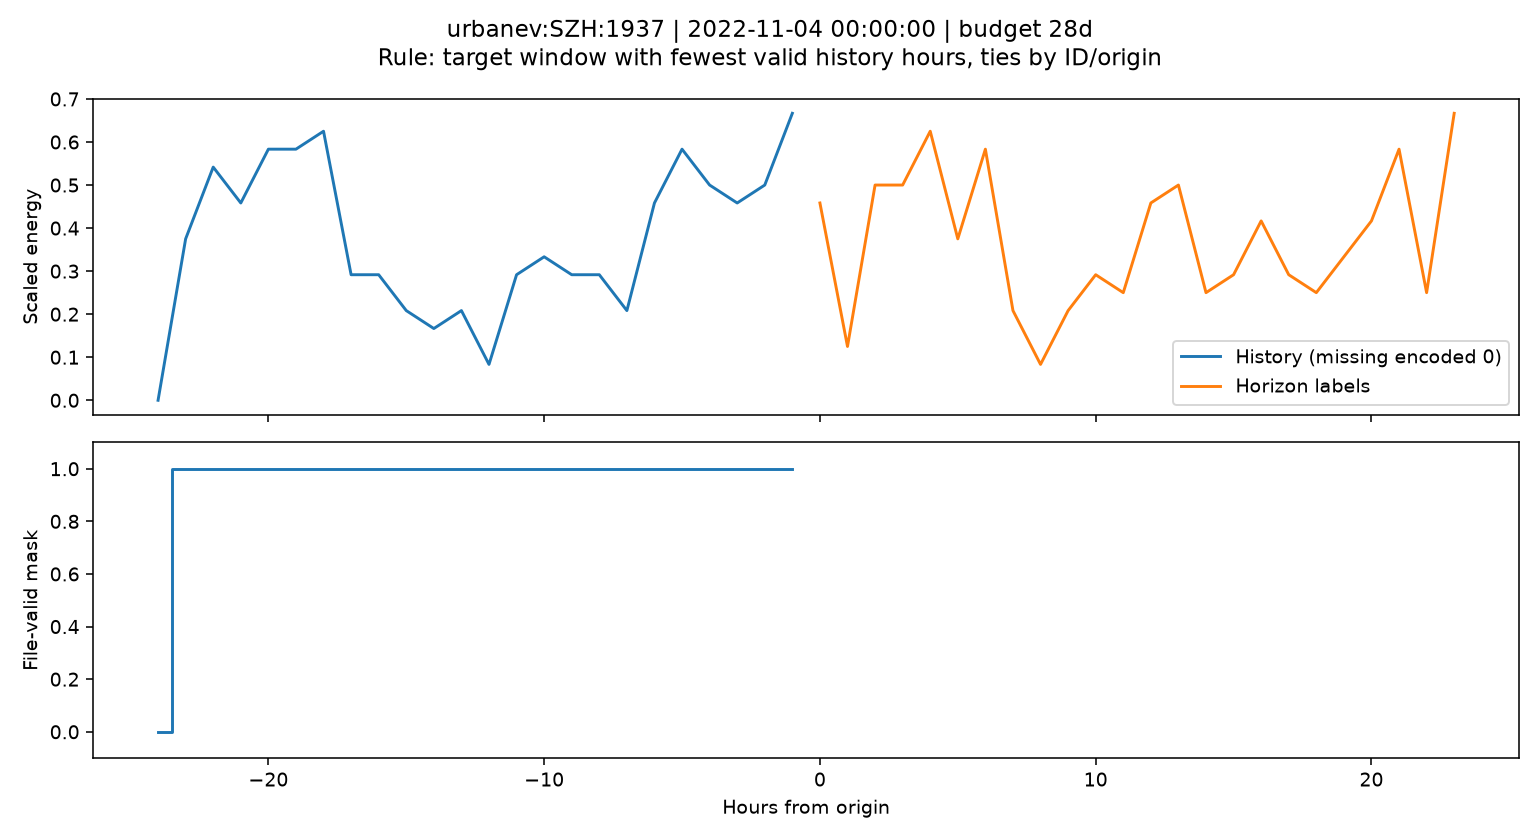 urbanev:SZH:1937 | 2022-11-04 00:00:00 | budget 28d
Rule: target window with fewest valid history hours, ties by ID/origin
Scaled energy
0.7
0.6
0.5
0.4
0.3
0.2
0.1
0.0
History (missing encoded 0)
Horizon labels
File-valid mask
1.0
0.8
0.6
0.4
0.2
0.0
−20
−10
0
10
20
Hours from origin